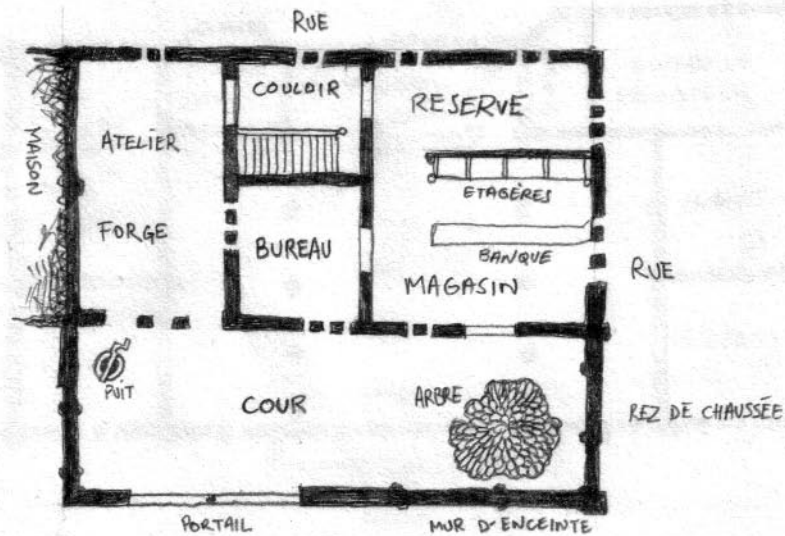 RUE
COULOIR
RESERVE
MAISON
ATELIER
ETAGÈRES
FORGE
BUREAU
BANQUE
RUE
MAGASIN
PUIT
COUR
ARBRE
REZ DE CHAUSSÉE
PORTAIL
MUR D'ENCEINTE